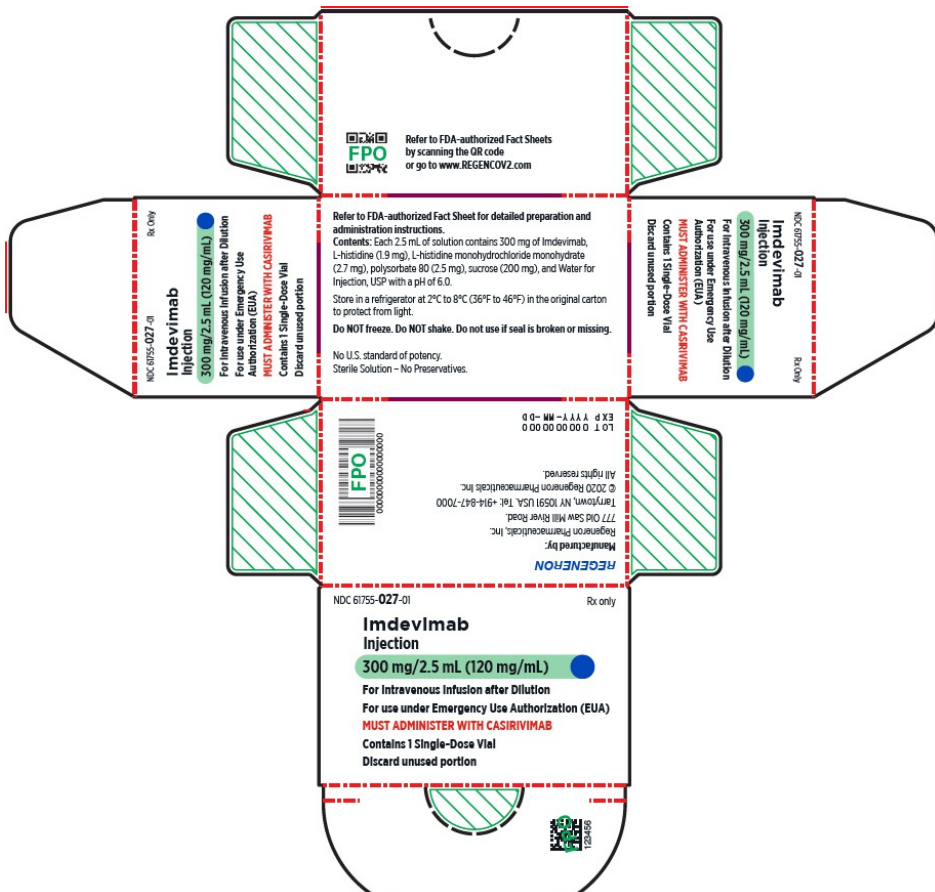 FPO
Refer to FDA-authorized Fact Sheets
by scanning the QR code
or go to www.REGENCOV2.com
NDC 61755-027-01
Rx Only
Imdevimab
Injection
300 mg/2.5 mL (120 mg/mL)
For Intravenous Infusion after Dilution
For use under Emergency Use
Authorization (EUA)
MUST ADMINISTER WITH CASIRIVIMAB
Contains 1 Single-Dose Vial
Discard unused portion
Refer to FDA-authorized Fact Sheet for detailed preparation and
administration instructions.
Contents: Each 2.5 mL of solution contains 300 mg of Imdevimab,
L-histidine (1.9 mg), L-histidine monohydrochloride monohydrate
(2.7 mg), polysorbate 80 (2.5 mg), sucrose (200 mg), and Water for
Injection, USP with a pH of 6.0.
Store in a refrigerator at 2°C to 8°C (36°F to 46°F) in the original carton
to protect from light.
Do NOT freeze. Do NOT shake. Do not use if seal is broken or missing.
No U.S. standard of potency.
Sterile Solution – No Preservatives.
NDC 61755-027-01
Rx Only
Imdevimab
Injection
300 mg/2.5 mL (120 mg/mL)
For Intravenous Infusion after Dilution
For use under Emergency Use
Authorization (EUA)
MUST ADMINISTER WITH CASIRIVIMAB
Contains 1 Single-Dose Vial
Discard unused portion
FPO
REGENERON
Manufactured by:
Regeneron Pharmaceuticals, Inc.
777 Old Saw Mill River Road.
Tarrytown, NY 10591 USA. Tel: +914-847-7000
© 2020 Regeneron Pharmaceuticals Inc.
All rights reserved.
LOT 0000000000
EXP YYYY-MM-DD
NDC 61755-027-01
Rx only
Imdevimab
Injection
300 mg/2.5 mL (120 mg/mL)
For Intravenous Infusion after Dilution
For use under Emergency Use Authorization (EUA)
MUST ADMINISTER WITH CASIRIVIMAB
Contains 1 Single-Dose Vial
Discard unused portion
FPO
123456